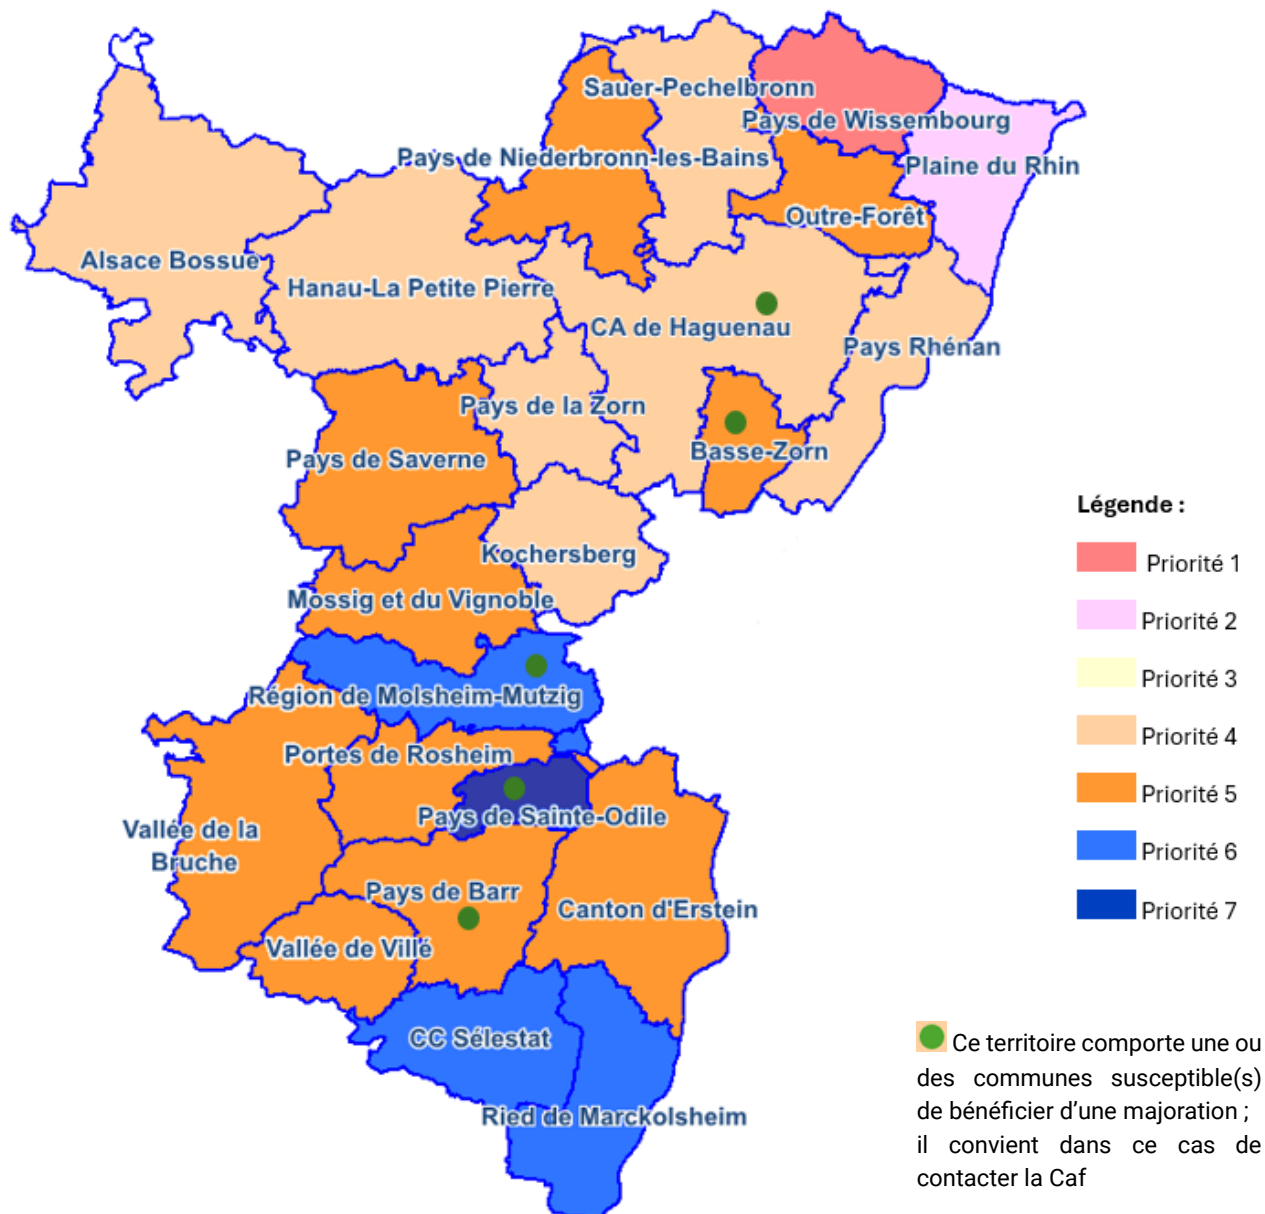 Sauer-Pechelbronn
Pays de Wissembourg
Pays de Niederbronn-les-Bains
Plaine du Rhin
Outre-Forêt
Alsace Bossue
Hanau-La Petite Pierre
CA de Haguenau
Pays Rhénan
Pays de la Zorn
Basse-Zorn
Pays de Saverne
Kochersberg
Mossig et du Vignoble
Région de Molsheim-Mutzig
Portes de Rosheim
Pays de Sainte-Odile
Vallée de la
Bruche
Pays de Barr
Canton d'Erstein
Vallée de Villé
CC Sélestat
Ried de Marckolsheim
Légende :
Priorité 1
Priorité 2
Priorité 3
Priorité 4
Priorité 5
Priorité 6
Priorité 7
Ce territoire comporte une ou
des communes susceptible(s)
de bénéficier d’une majoration ;
il convient dans ce cas de
contacter la Caf